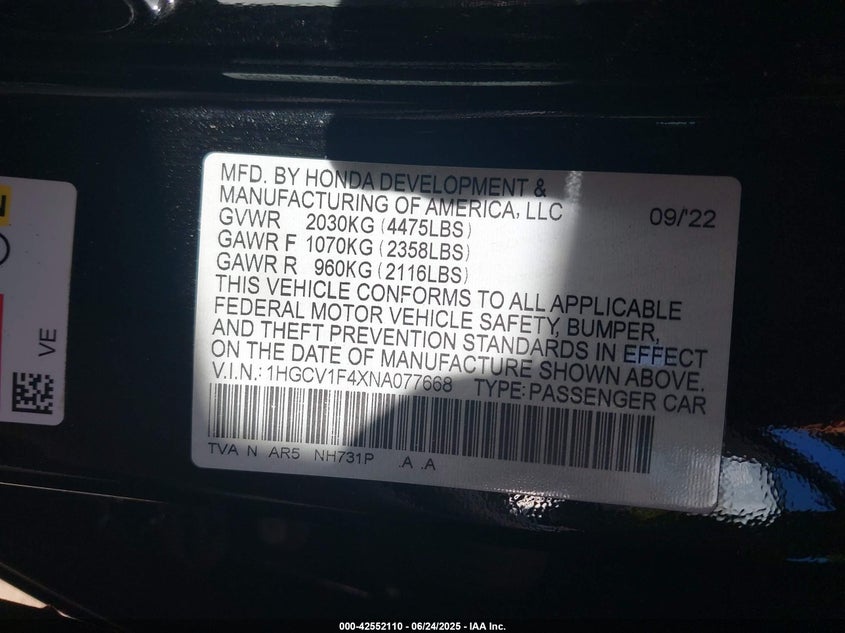 MFD. BY HONDA DEVELOPMENT &
MANUFACTURING OF AMERICA, LLC
09/'22
GVWR 2030KG (4475LBS)
GAWR F 1070KG (2358LBS)
GAWR R 960KG (2116LBS)
THIS VEHICLE CONFORMS TO ALL APPLICABLE
FEDERAL MOTOR VEHICLE SAFETY, BUMPER,
AND THEFT PREVENTION STANDARDS IN EFFECT
ON THE DATE OF MANUFACTURE SHOWN ABOVE.
V.I.N.: 1HGCV1F4XNA077668 TYPE: PASSENGER CAR
TVA N AR5 NH731P .A .A
VE
000-42552110 - 06/24/2025 - IAA Inc.